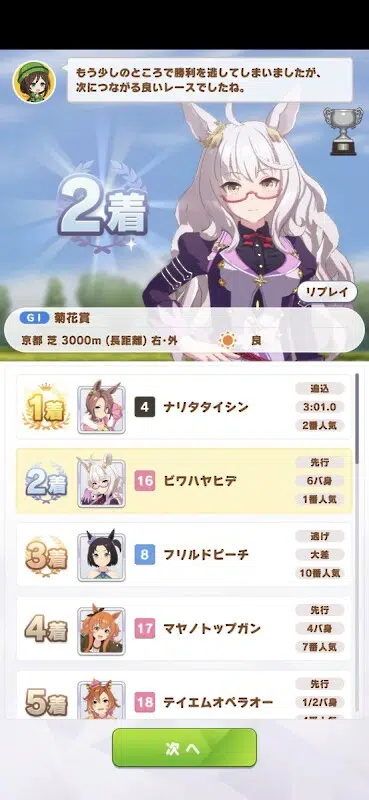 もう少しのところで勝利を逃してしまいましたが、
次につながる良いレースでしたね。
2着
リプレイ
GI 菊花賞
京都 芝 3000m (長距離) 右・外 良
1着 4 ナリタタイシン 追込 3:01.0 2番人気
2着 16 ビワハヤヒデ 先行 6バ身 1番人気
3着 8 フリルドピーチ 逃げ 大差 10番人気
4着 17 マヤノトップガン 先行 4バ身 7番人気
5着 18 テイエムオペラオー 先行 1/2バ身
次へ